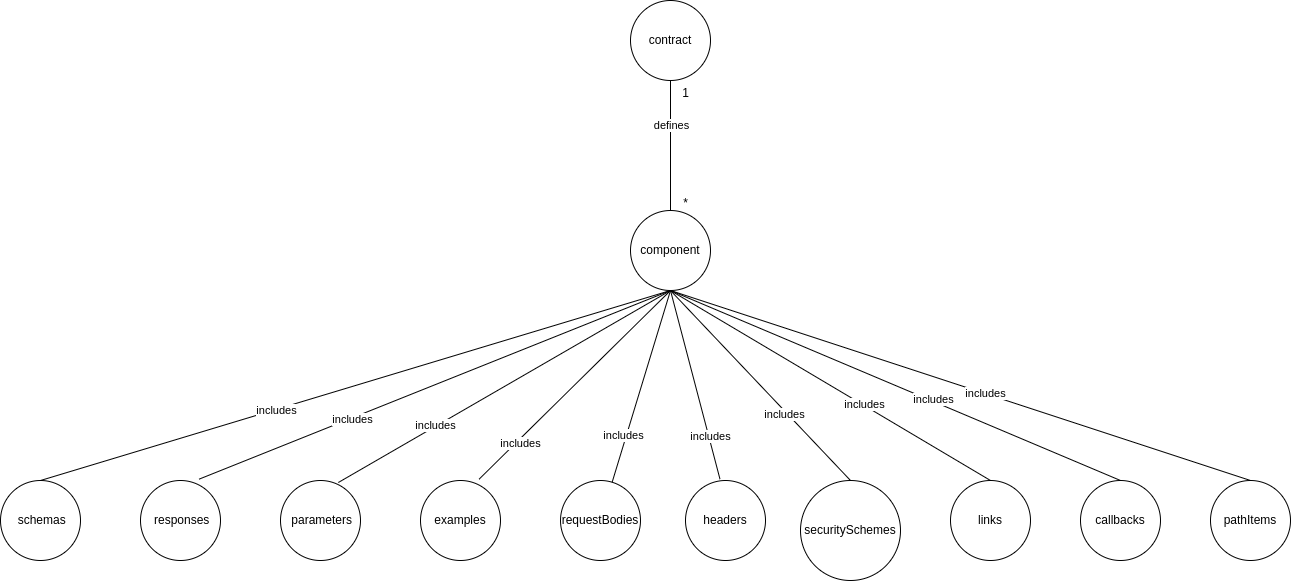 contract
1
defines
*
component
includes
includes
includes
includes
includes
includes
includes
includes
includes
includes
schemas
responses
parameters
examples
requestBodies
headers
securitySchemes
links
callbacks
pathItems